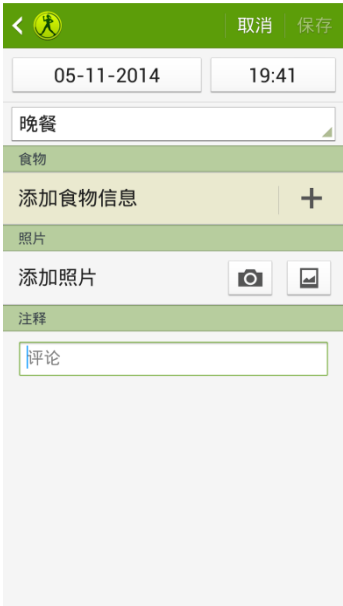 取消 保存
05-11-2014 19:41
晚餐
食物
添加食物信息
照片
添加照片
注释
评论